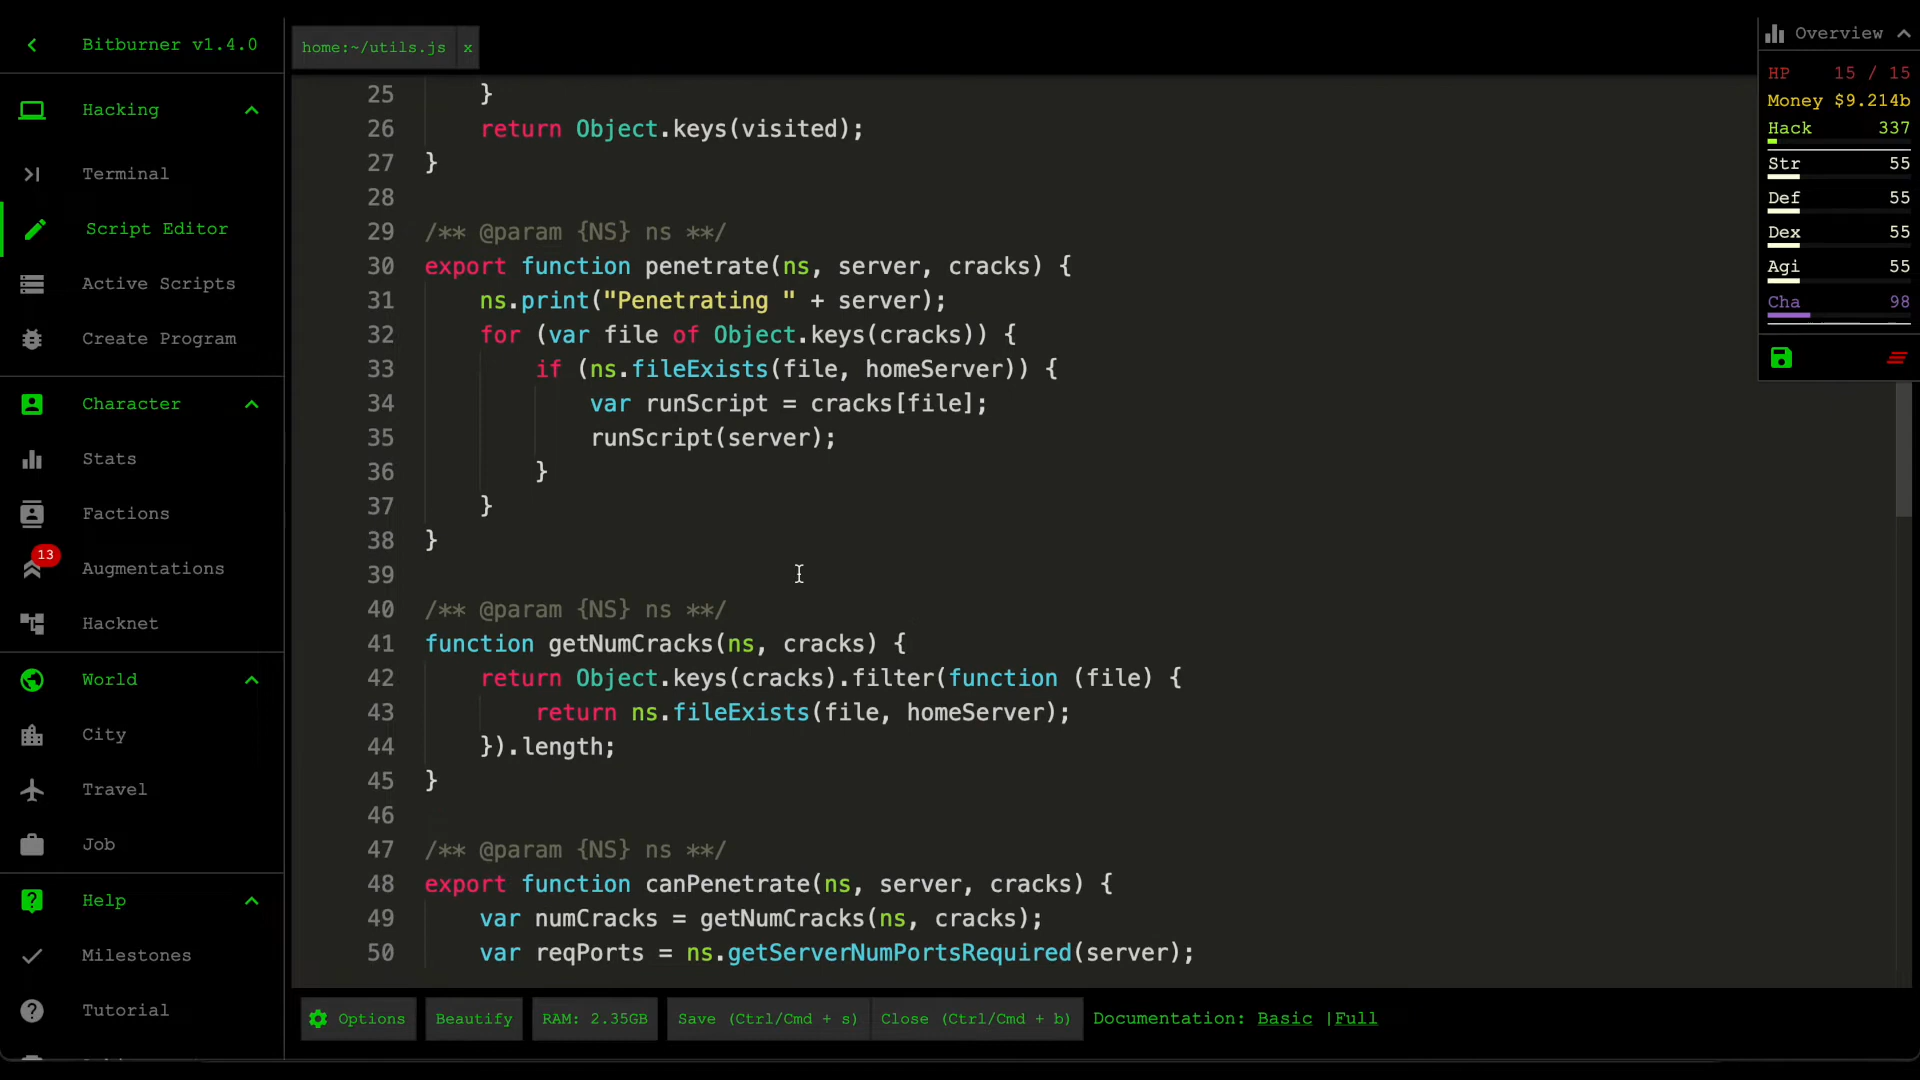 Bitburner v1.4.0
Hacking
Terminal
Script Editor
Active Scripts
Create Program
Character
Stats
Factions
13
Augmentations
Hacknet
World
City
Travel
Job
Help
Milestones
Tutorial
home:~/utils.js x
25 }
26 return Object.keys(visited);
27 }
28
29 /** @param {NS} ns **/
30 export function penetrate(ns, server, cracks) {
31 ns.print("Penetrating " + server);
32 for (var file of Object.keys(cracks)) {
33 if (ns.fileExists(file, homeServer)) {
34 var runScript = cracks[file];
35 runScript(server);
36 }
37 }
38 }
39
40 /** @param {NS} ns **/
41 function getNumCracks(ns, cracks) {
42 return Object.keys(cracks).filter(function (file) {
43 return ns.fileExists(file, homeServer);
44 }).length;
45 }
46
47 /** @param {NS} ns **/
48 export function canPenetrate(ns, server, cracks) {
49 var numCracks = getNumCracks(ns, cracks);
50 var reqPorts = ns.getServerNumPortsRequired(server);
Options Beautify RAM: 2.35GB Save (Ctrl/Cmd + s) Close (Ctrl/Cmd + b) Documentation: Basic |Full
Overview
HP 15 / 15
Money $9.214b
Hack 337
Str 55
Def 55
Dex 55
Agi 55
Cha 98